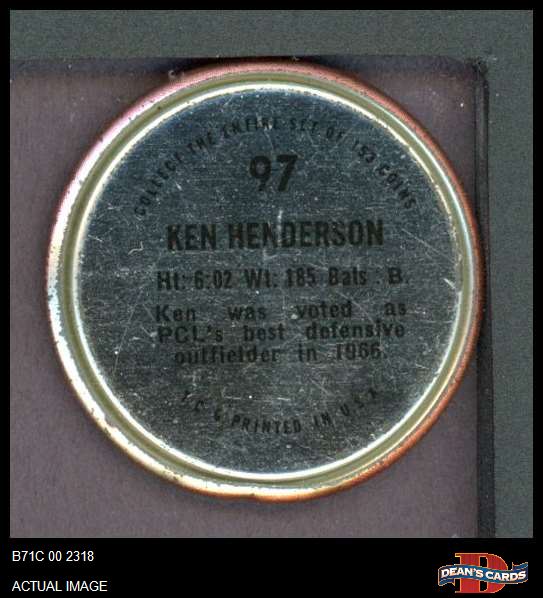 COLLECT THE ENTIRE SET OF 153 COINS
97
KEN HENDERSON
Ht: 6:02 Wt: 185 Bats : B.
Ken was voted as
PCL's best defensive
outfielder in 1966.
T.C.G. PRINTED IN U.S.A.
B71C 00 2318
ACTUAL IMAGE
DEAN'S CARDS